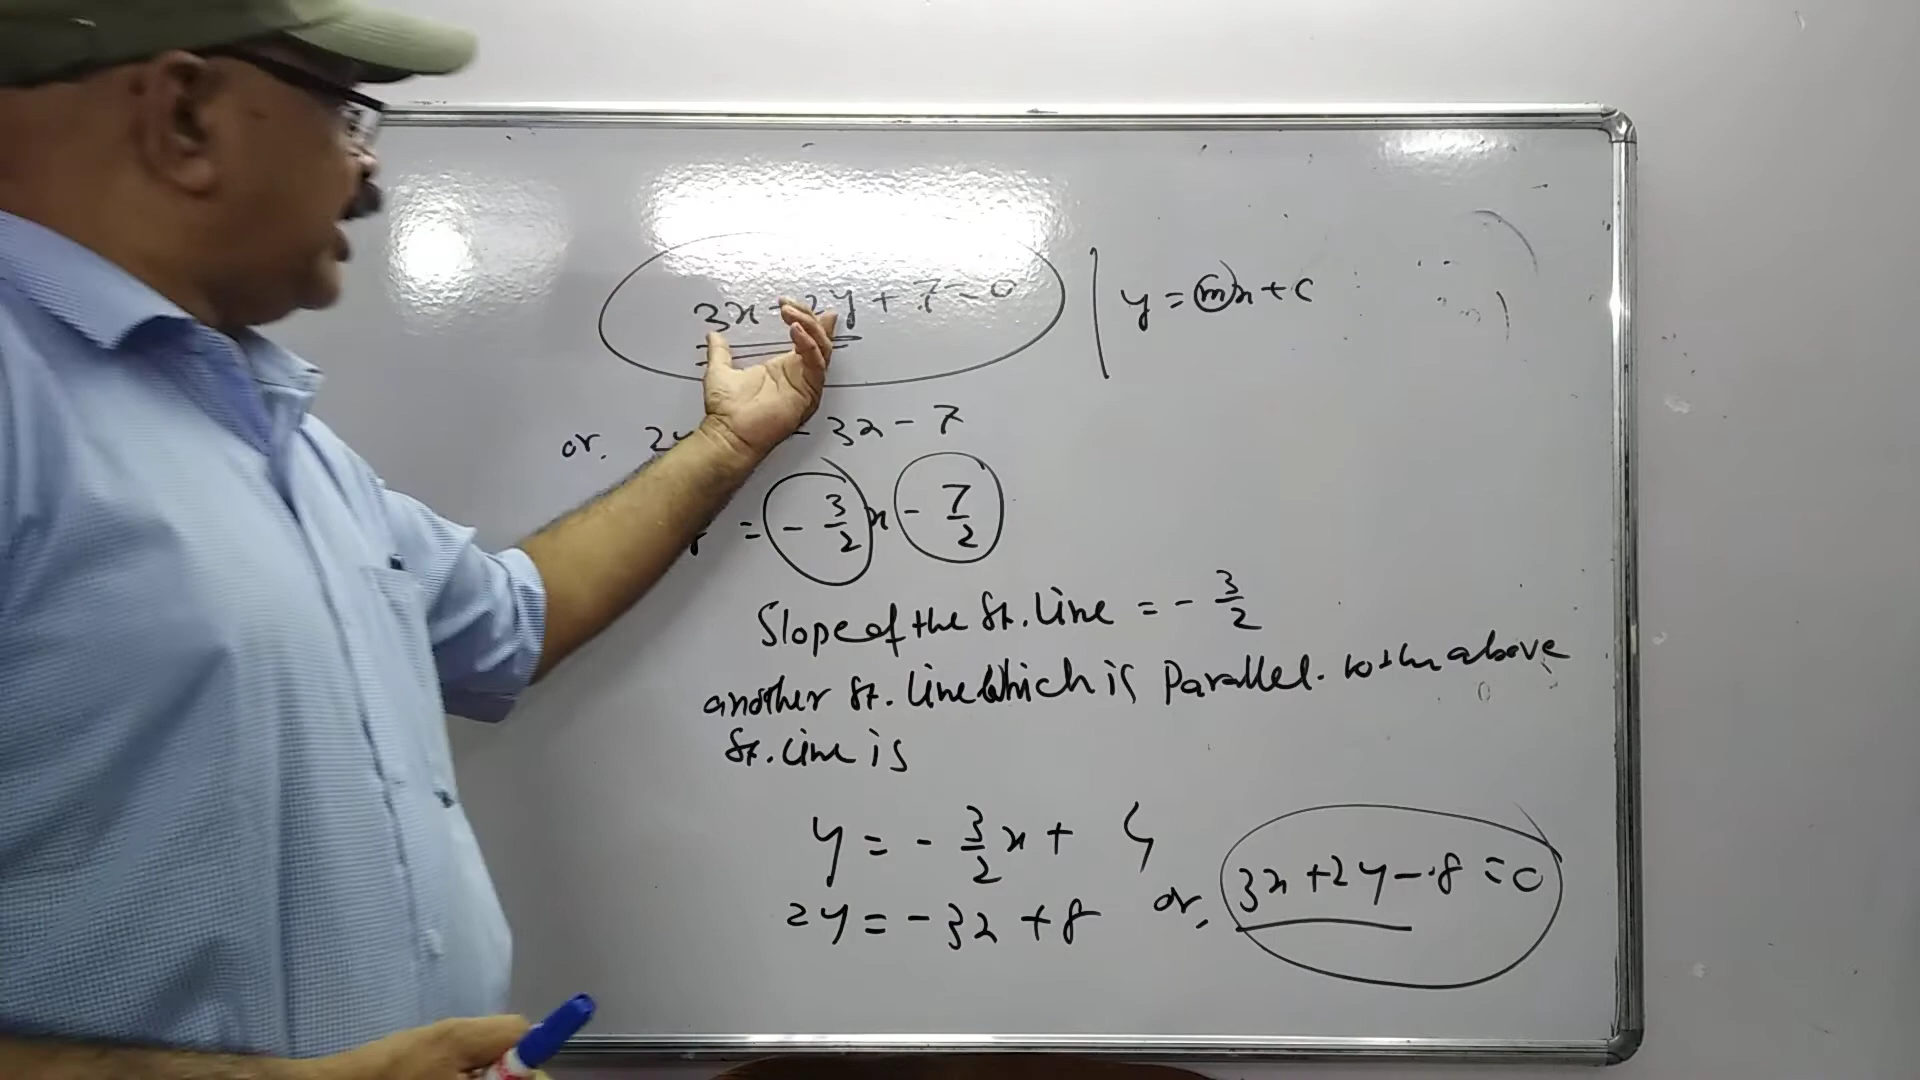 3x + 2y + 7 = 0
y = mx + c
or, 2y = - 3x - 7
= - 3/2 x - 7/2
Slope of the St. line = - 3/2
another St. line which is Parallel to the above
St. line is
y = - 3/2 x + 4
2y = - 3x + 8 or, 3x + 2y - 8 = 0